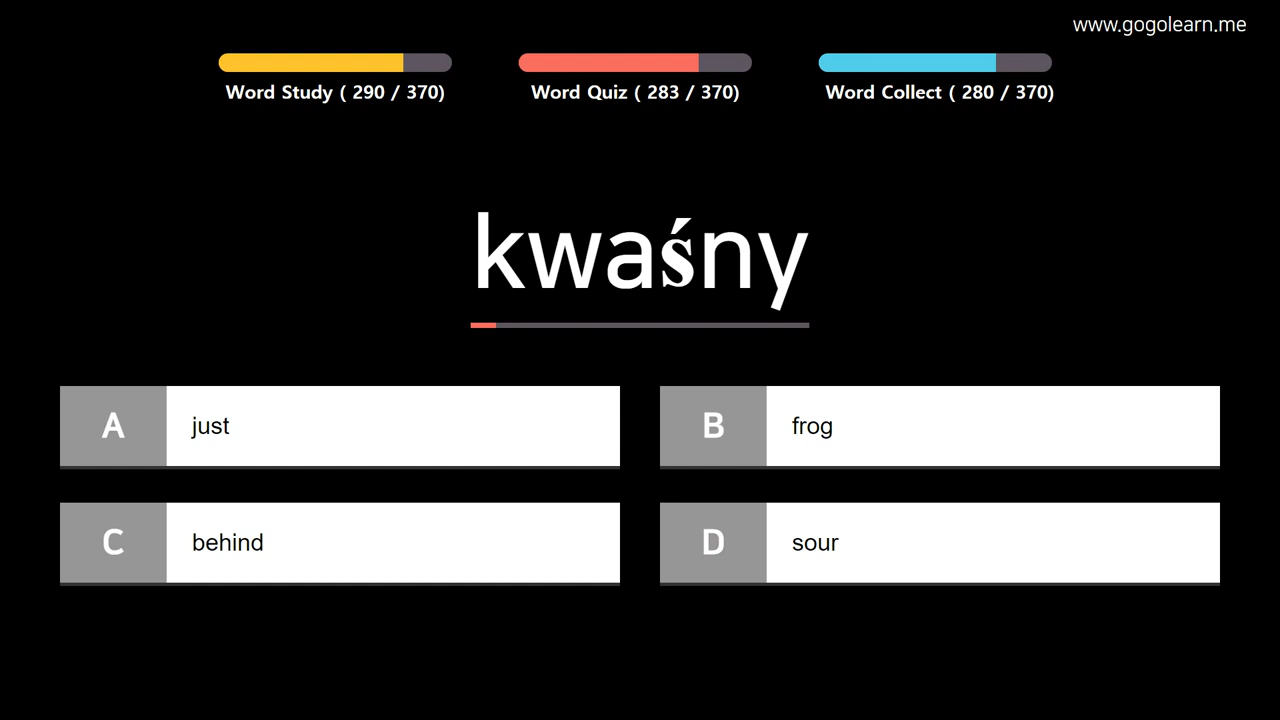 www.gogolearn.me
Word Study ( 290 / 370)
Word Quiz ( 283 / 370)
Word Collect ( 280 / 370)
kwaśny
A just
B frog
C behind
D sour